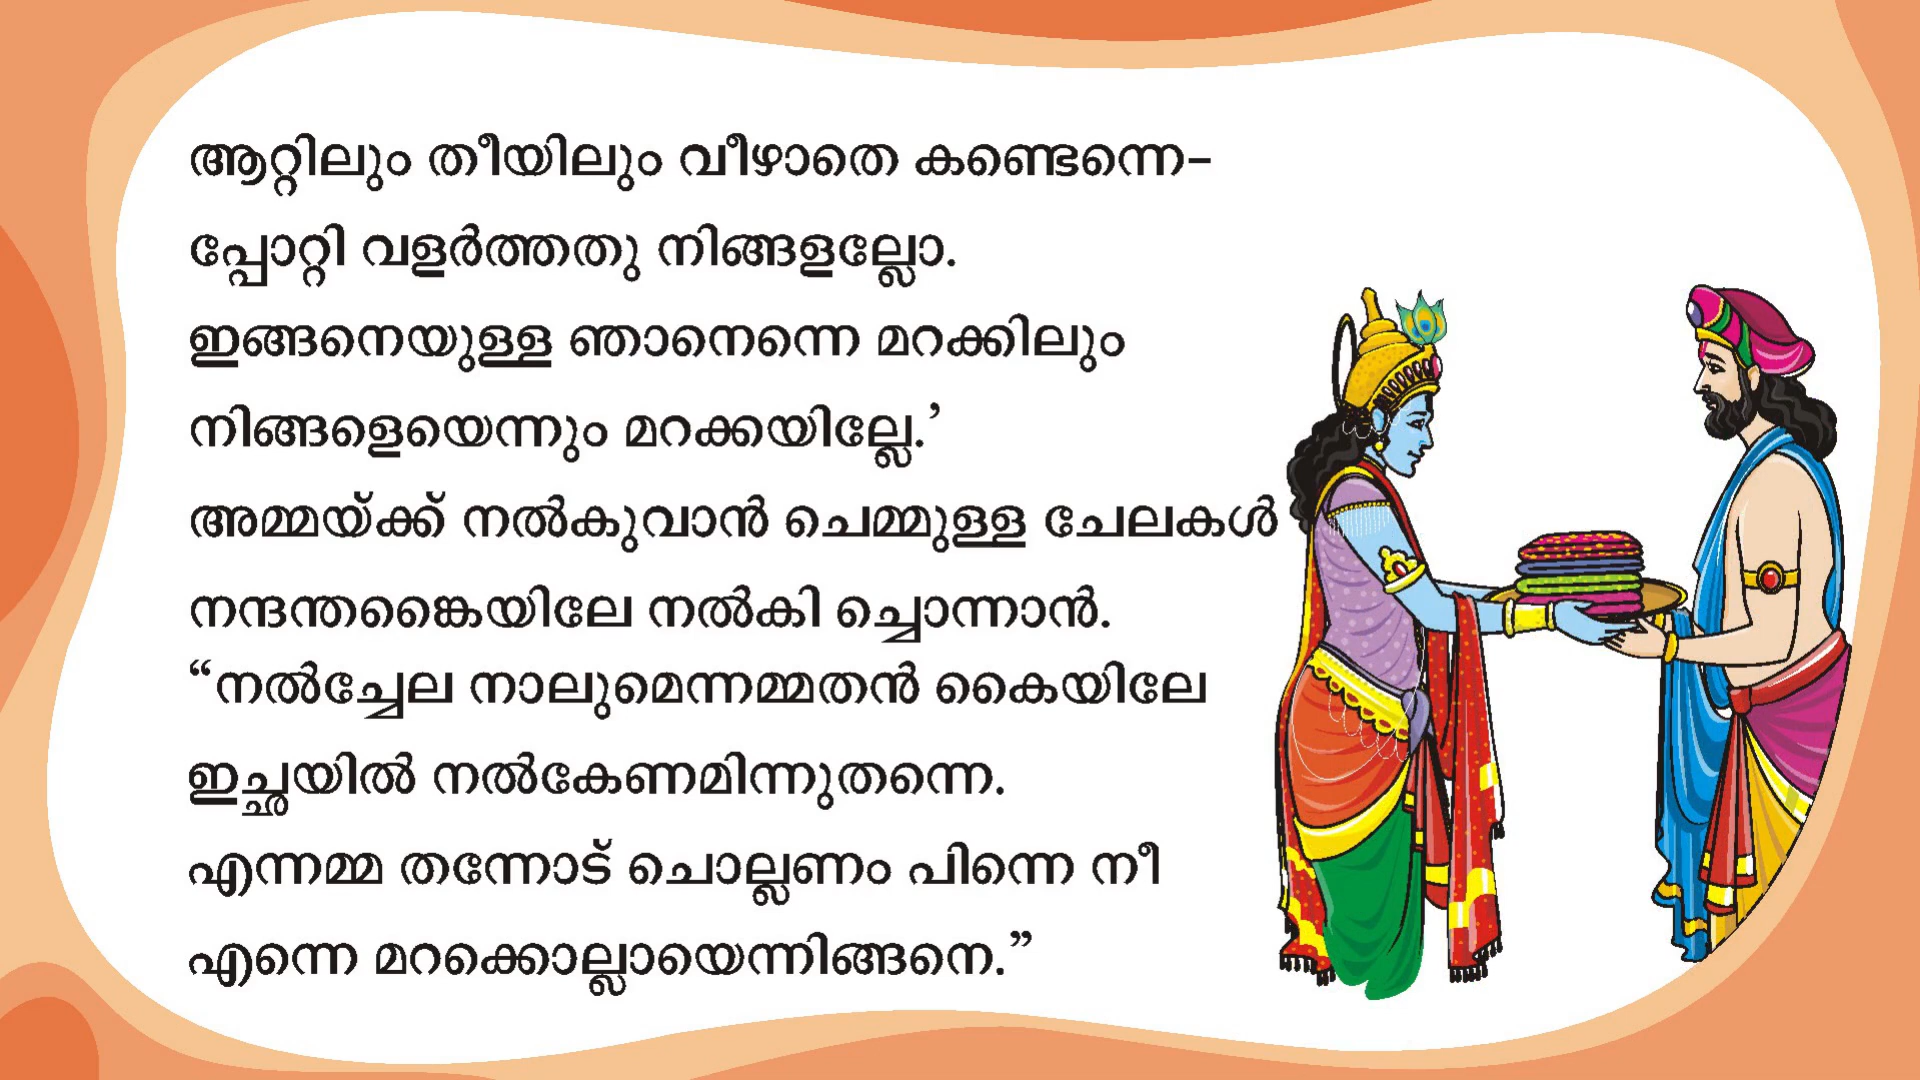 ആറ്റിലും തീയിലും വീഴാതെ കണ്ടെന്നെ-
പ്പോറ്റി വളർത്തതു നിങ്ങളല്ലോ.
ഇങ്ങനെയുള്ള ഞാനെന്നെ മറക്കിലും
നിങ്ങളെയെന്നും മറക്കയില്ലേ.’
അമ്മയ്ക്ക് നൽകുവാൻ ചെമ്മുള്ള ചേലകൾ
നന്ദന്തങ്കൈയിലേ നൽകി ച്ചൊന്നാൻ.
“നൽച്ചേല നാലുമെന്നമ്മതൻ കൈയിലേ
ഇച്ഛയിൽ നൽകേണമിന്നുതന്നെ.
എന്നമ്മ തന്നോട് ചൊല്ലണം പിന്നെ നീ
എന്നെ മറക്കൊല്ലായെന്നിങ്ങനെ.”